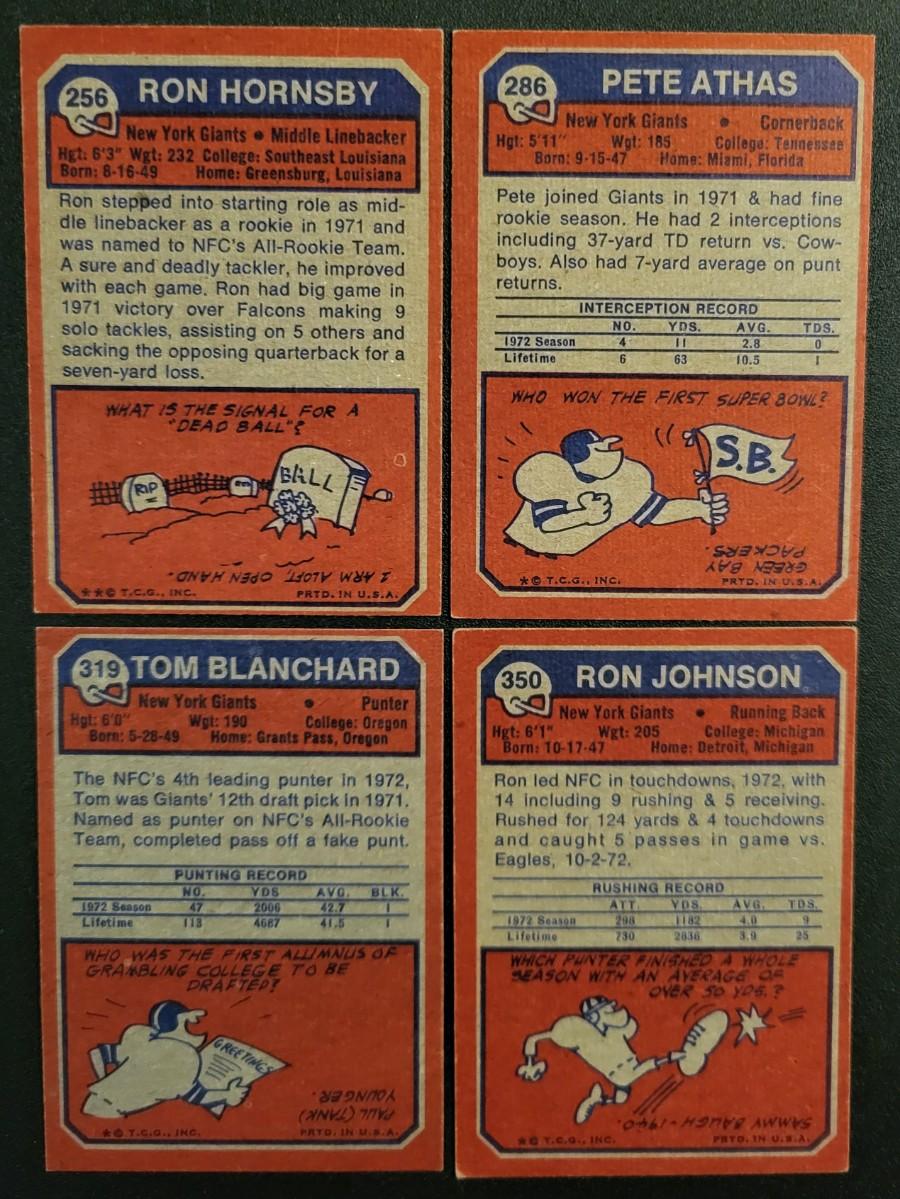 256
RON HORNSBY
New York Giants • Middle Linebacker
Hgt: 6'3" Wgt: 232 College: Southeast Louisiana
Born: 8-16-49 Home: Greensburg, Louisiana
Ron stepped into starting role as mid-
dle linebacker as a rookie in 1971 and
was named to NFC's All-Rookie Team.
A sure and deadly tackler, he improved
with each game. Ron had big game in
1971 victory over Falcons making 9
solo tackles, assisting on 5 others and
sacking the opposing quarterback for a
seven-yard loss.
WHAT IS THE SIGNAL FOR A
"DEAD BALL"?
RIP
BALL
1 ARM ALOFT, OPEN HAND.
**© T.C.G., INC. PRTD. IN U.S.A.
286
PETE ATHAS
New York Giants • Cornerback
Hgt: 5'11" Wgt: 185 College: Tennessee
Born: 9-15-47 Home: Miami, Florida
Pete joined Giants in 1971 & had fine
rookie season. He had 2 interceptions
including 37-yard TD return vs. Cow-
boys. Also had 7-yard average on punt
returns.
INTERCEPTION RECORD
NO. YDS. AVG. TDS.
1972 Season 4 11 2.8 0
Lifetime 6 63 10.5 1
WHO WON THE FIRST SUPER BOWL?
S.B.
GREEN BAY
PACKERS.
*© T.C.G., INC. PRTD. IN U.S.A.
319
TOM BLANCHARD
New York Giants • Punter
Hgt: 6'0" Wgt: 190 College: Oregon
Born: 5-28-49 Home: Grants Pass, Oregon
The NFC's 4th leading punter in 1972,
Tom was Giants' 12th draft pick in 1971.
Named as punter on NFC's All-Rookie
Team, completed pass off a fake punt.
PUNTING RECORD
NO. YDS AVG. BLK.
1972 Season 47 2006 42.7 1
Lifetime 113 4687 41.5 1
WHO WAS THE FIRST ALUMNUS OF
GRAMBLING COLLEGE TO BE
DRAFTED?
GREETINGS
PAUL (TANK)
YOUNGER.
*© T.C.G., INC. PRTD. IN U.S.A.
350
RON JOHNSON
New York Giants • Running Back
Hgt: 6'1" Wgt: 205 College: Michigan
Born: 10-17-47 Home: Detroit, Michigan
Ron led NFC in touchdowns, 1972, with
14 including 9 rushing & 5 receiving.
Rushed for 124 yards & 4 touchdowns
and caught 5 passes in game vs.
Eagles, 10-2-72.
RUSHING RECORD
ATT. YDS. AVG. TDS.
1972 Season 298 1182 4.0 9
Lifetime 730 2836 3.9 25
WHICH PUNTER FINISHED A WHOLE
SEASON WITH AN AVERAGE OF
OVER 50 YDS.?
SAMMY BAUGH-1940.
*© T.C.G., INC. PRTD. IN U.S.A.